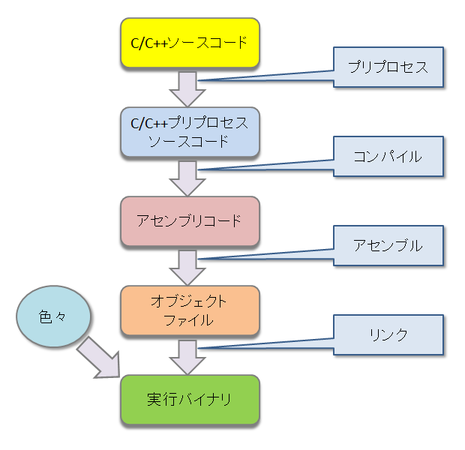 C/C++ソースコード
プリプロセス
C/C++プリプロセス
ソースコード
コンパイル
アセンブリコード
アセンブル
オブジェクト
ファイル
色々
リンク
実行バイナリ